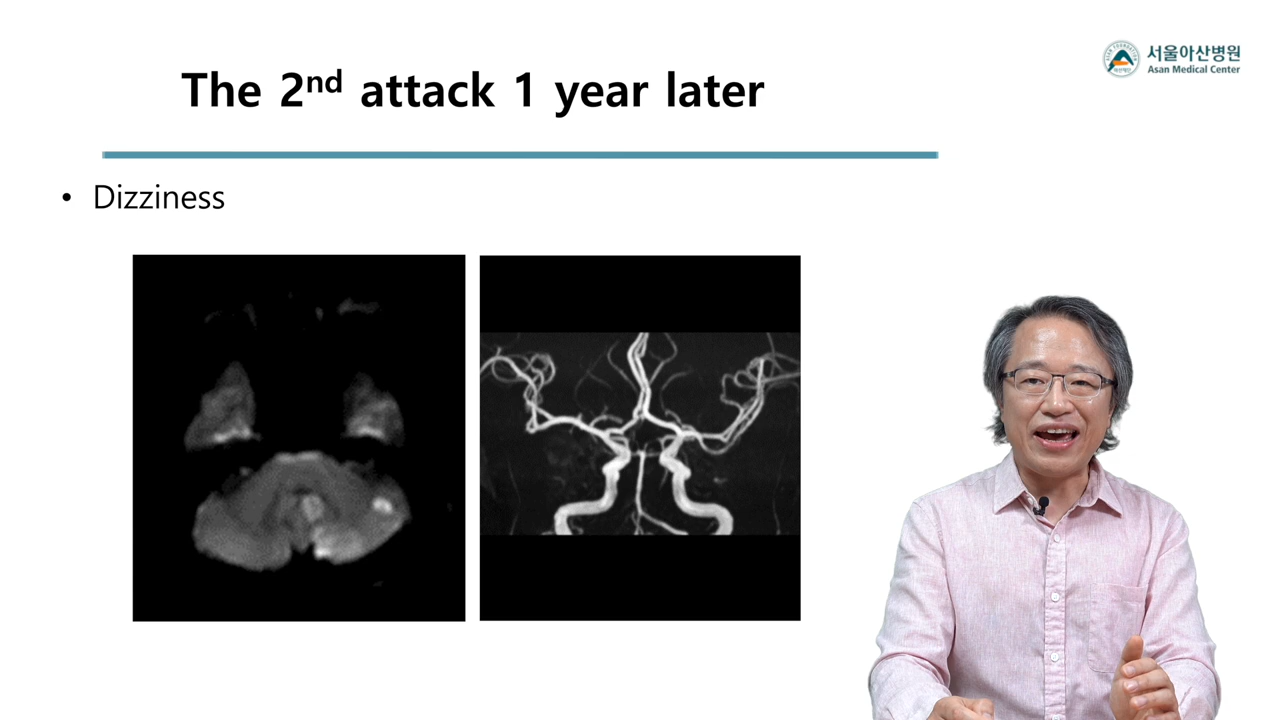 The 2nd attack 1 year later
서울아산병원
Asan Medical Center
• Dizziness